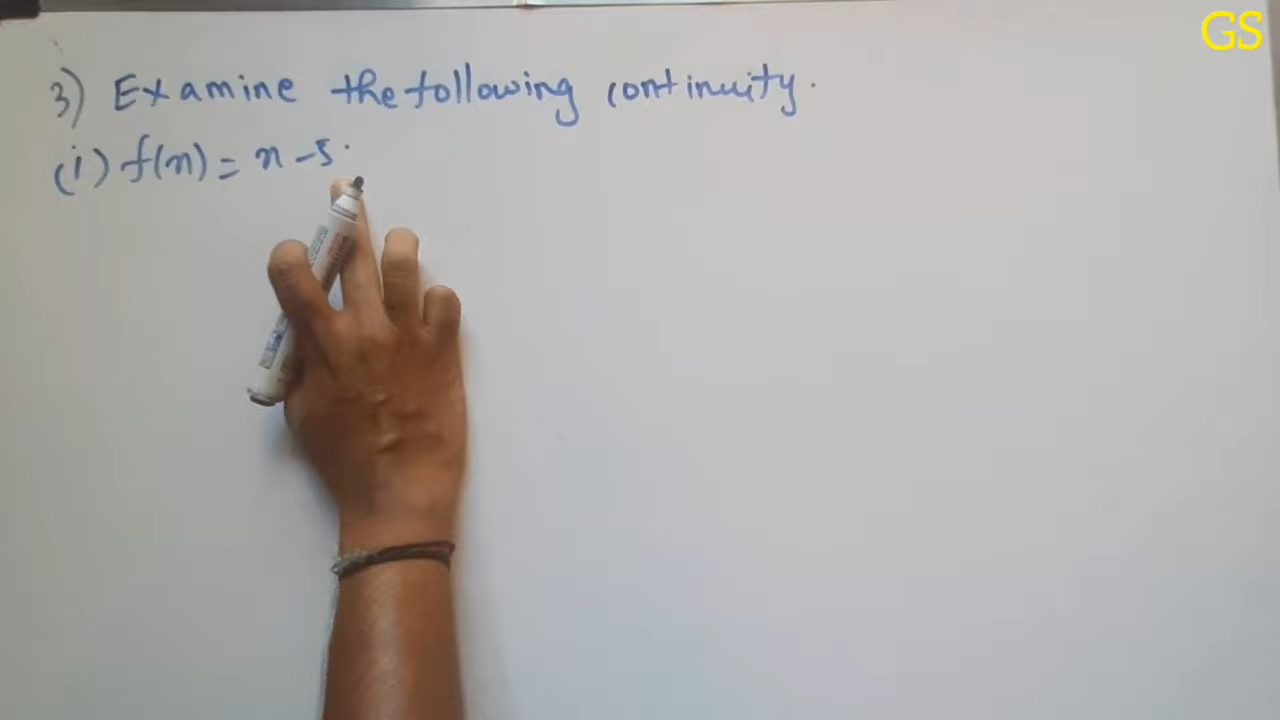 GS
3) Examine the following continuity.
(i) f(x) = x - 5.